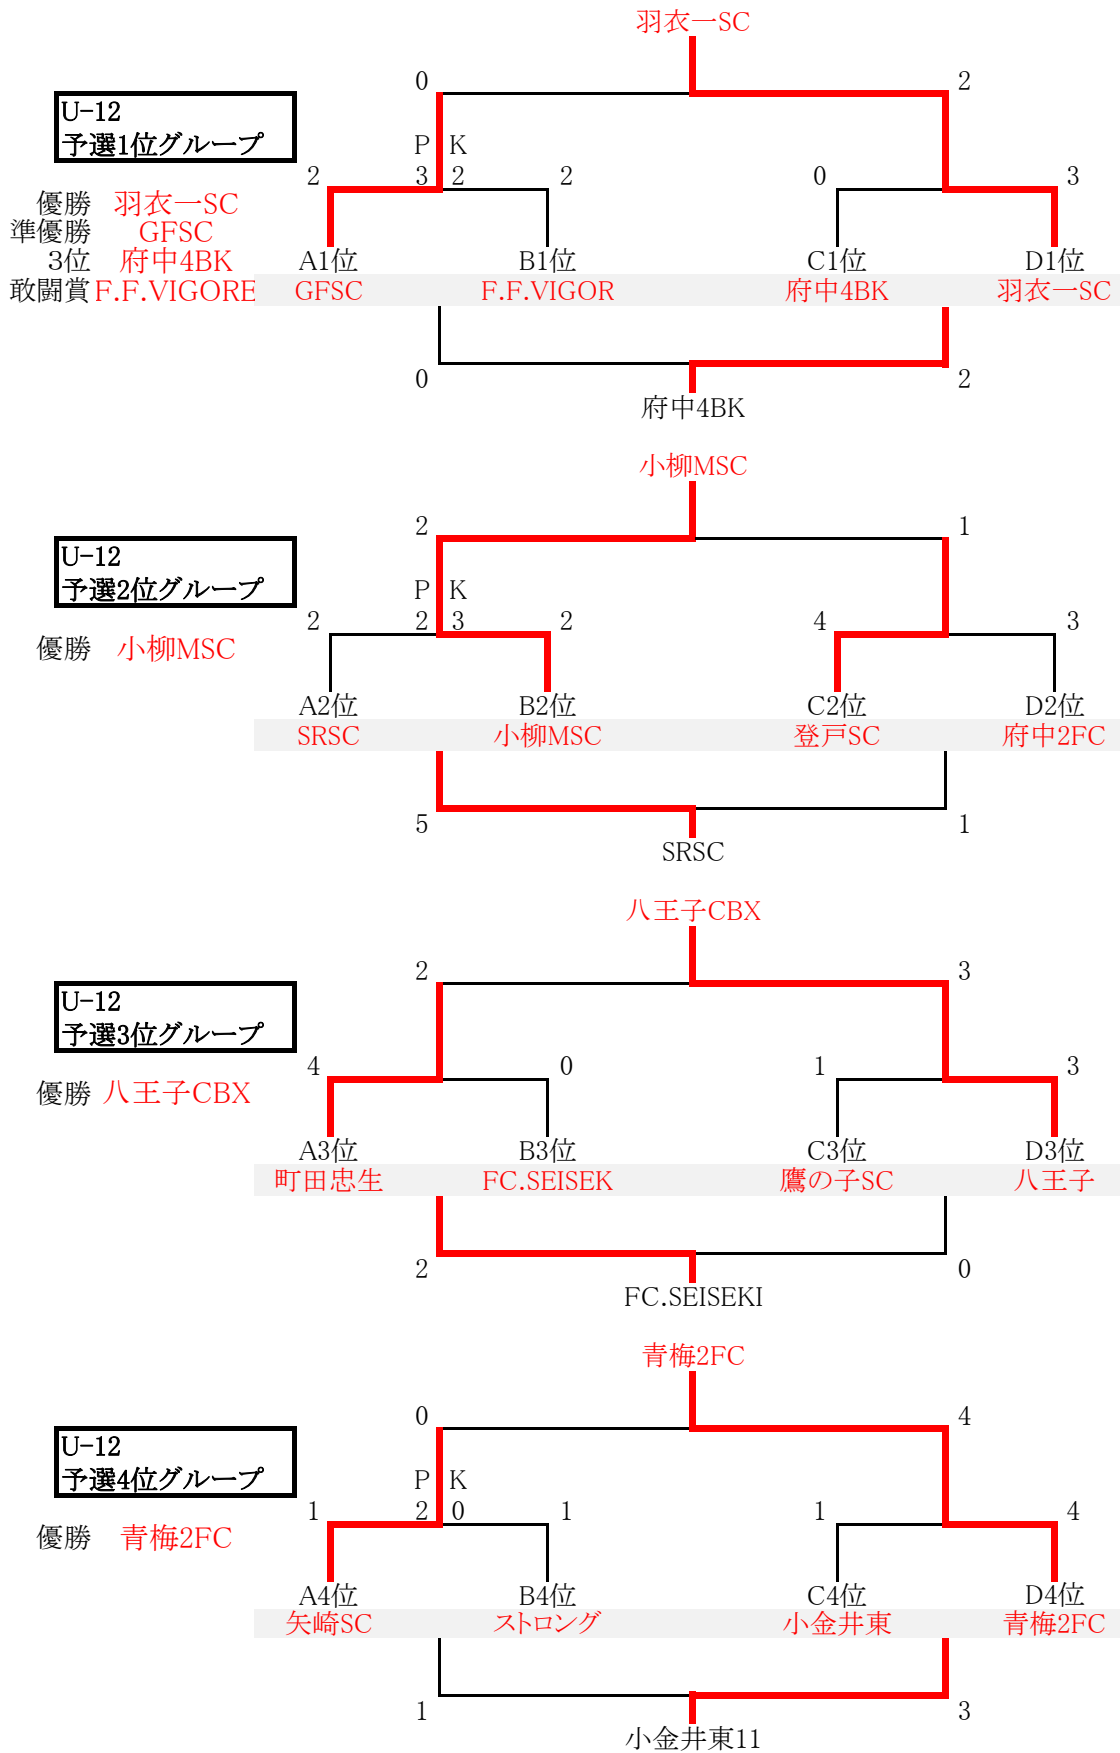 羽衣一SC
0 2
U-12
予選1位グループ
P K
2 3 2 2 0 3
優勝 羽衣一SC
準優勝 GFSC
3位 府中4BK
敢闘賞 F.F.VIGORE
A1位 B1位 C1位 D1位
GFSC F.F.VIGOR 府中4BK 羽衣一SC
0 2
府中4BK
小柳MSC
2 1
U-12
予選2位グループ
P K
2 2 3 2 4 3
優勝 小柳MSC
A2位 B2位 C2位 D2位
SRSC 小柳MSC 登戸SC 府中2FC
5 1
SRSC
八王子CBX
2 3
U-12
予選3位グループ
4 0 1 3
優勝 八王子CBX
A3位 B3位 C3位 D3位
町田忠生 FC.SEISEK 鷹の子SC 八王子
2 0
FC.SEISEKI
青梅2FC
0 4
U-12
予選4位グループ
P K
1 2 0 1 1 4
優勝 青梅2FC
A4位 B4位 C4位 D4位
矢崎SC ストロング 小金井東 青梅2FC
1 3
小金井東11